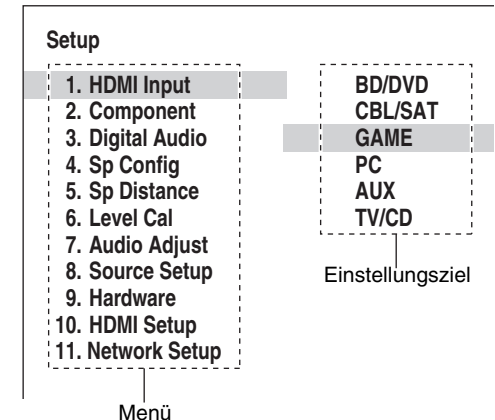 Setup
1. HDMI Input
2. Component
3. Digital Audio
4. Sp Config
5. Sp Distance
6. Level Cal
7. Audio Adjust
8. Source Setup
9. Hardware
10. HDMI Setup
11. Network Setup
Menü
BD/DVD
CBL/SAT
GAME
PC
AUX
TV/CD
Einstellungsziel